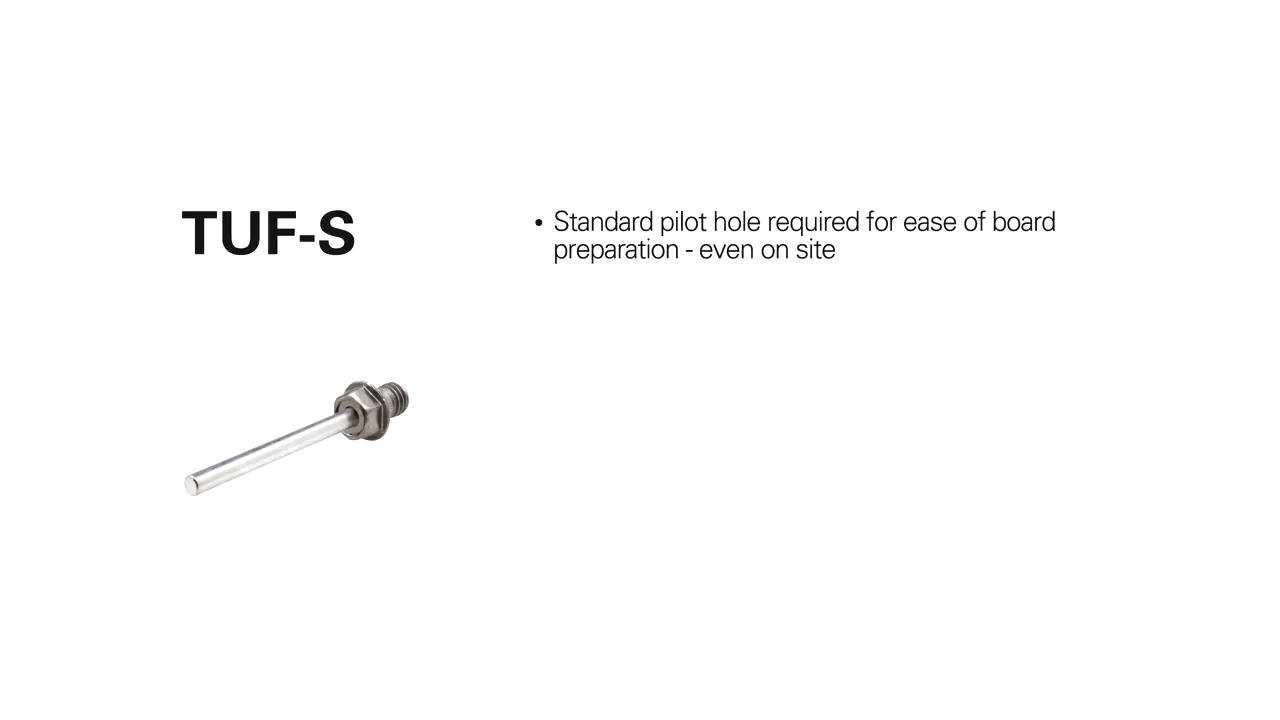 TUF-S
• Standard pilot hole required for ease of board
preparation - even on site